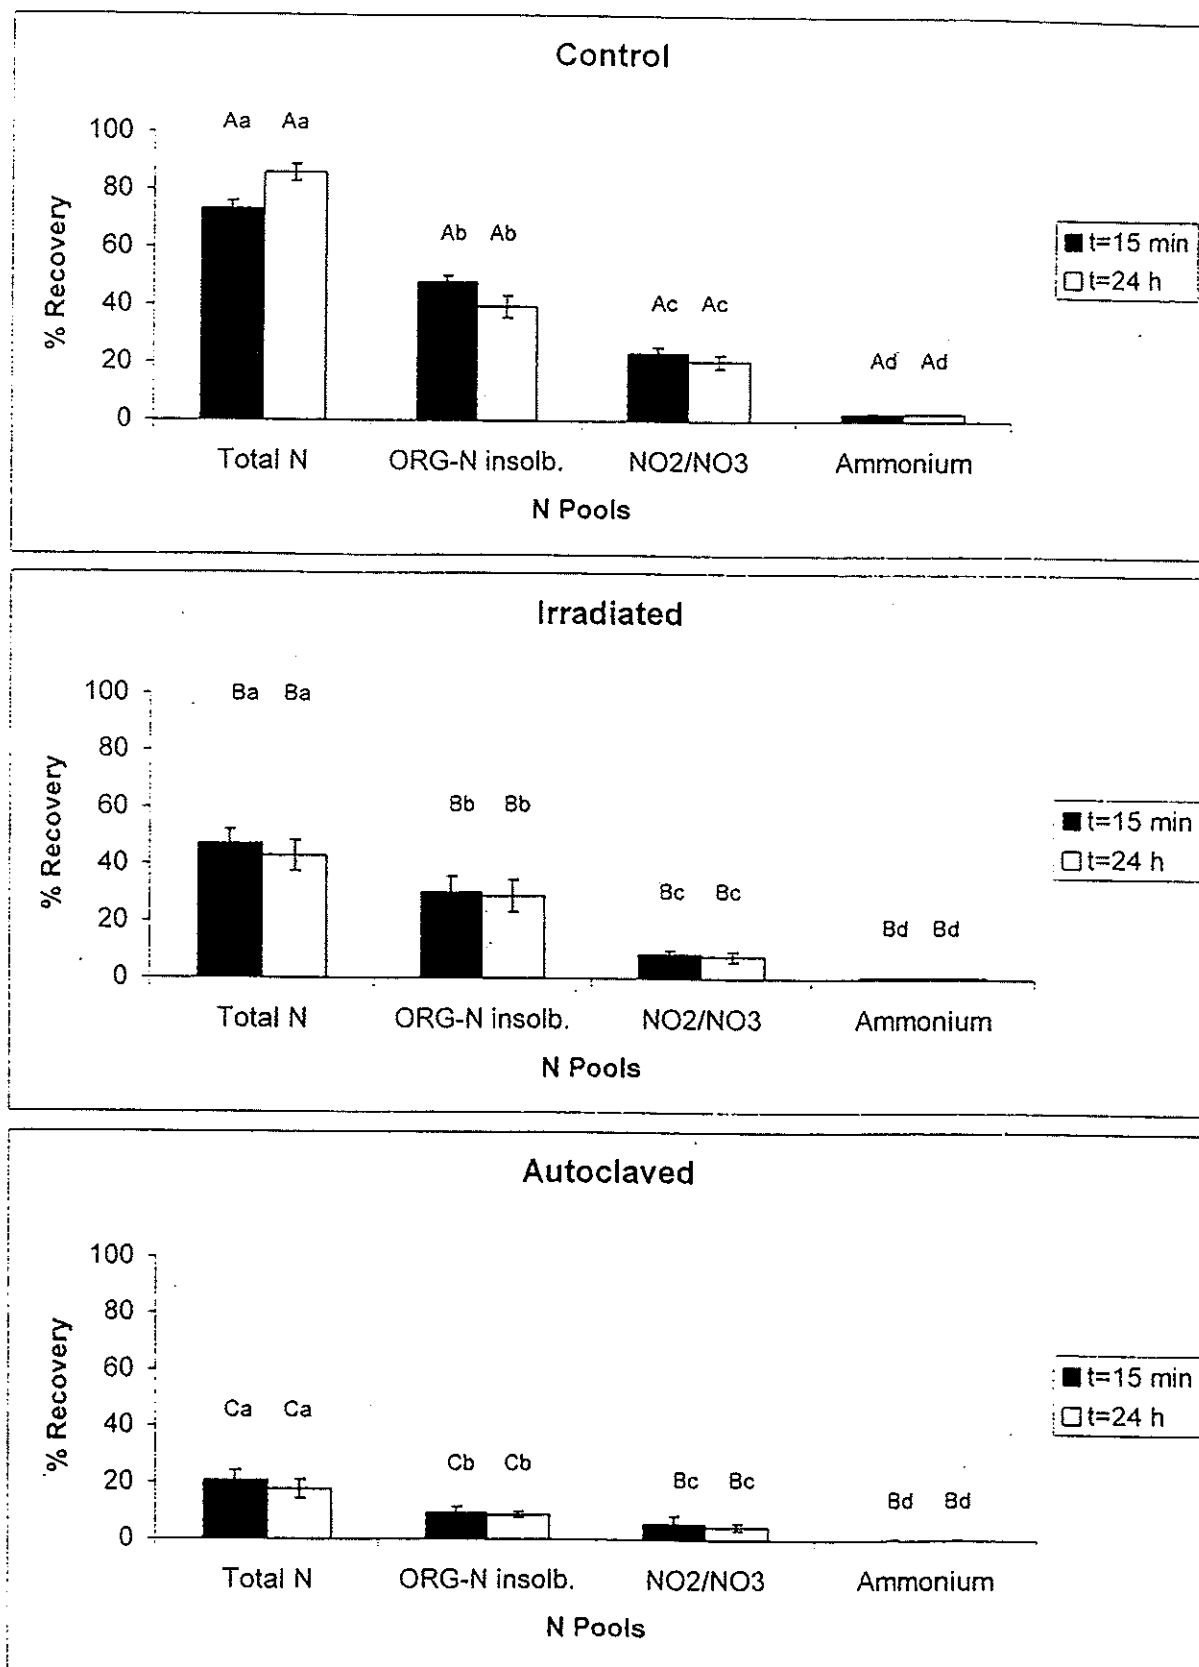 Control
Aa Aa
100
80
60
40
20
0
% Recovery
Ab Ab
Ac Ac
Ad Ad
t=15 min
t=24 h
Total N ORG-N insolb. NO2/NO3 Ammonium
N Pools
Irradiated
Ba Ba
100
80
60
40
20
0
% Recovery
Bb Bb
Bc Bc
Bd Bd
t=15 min
t=24 h
Total N ORG-N insolb. NO2/NO3 Ammonium
N Pools
Autoclaved
100
80
60
40
20
0
% Recovery
Ca Ca
Cb Cb
Bc Bc
Bd Bd
t=15 min
t=24 h
Total N ORG-N insolb. NO2/NO3 Ammonium
N Pools